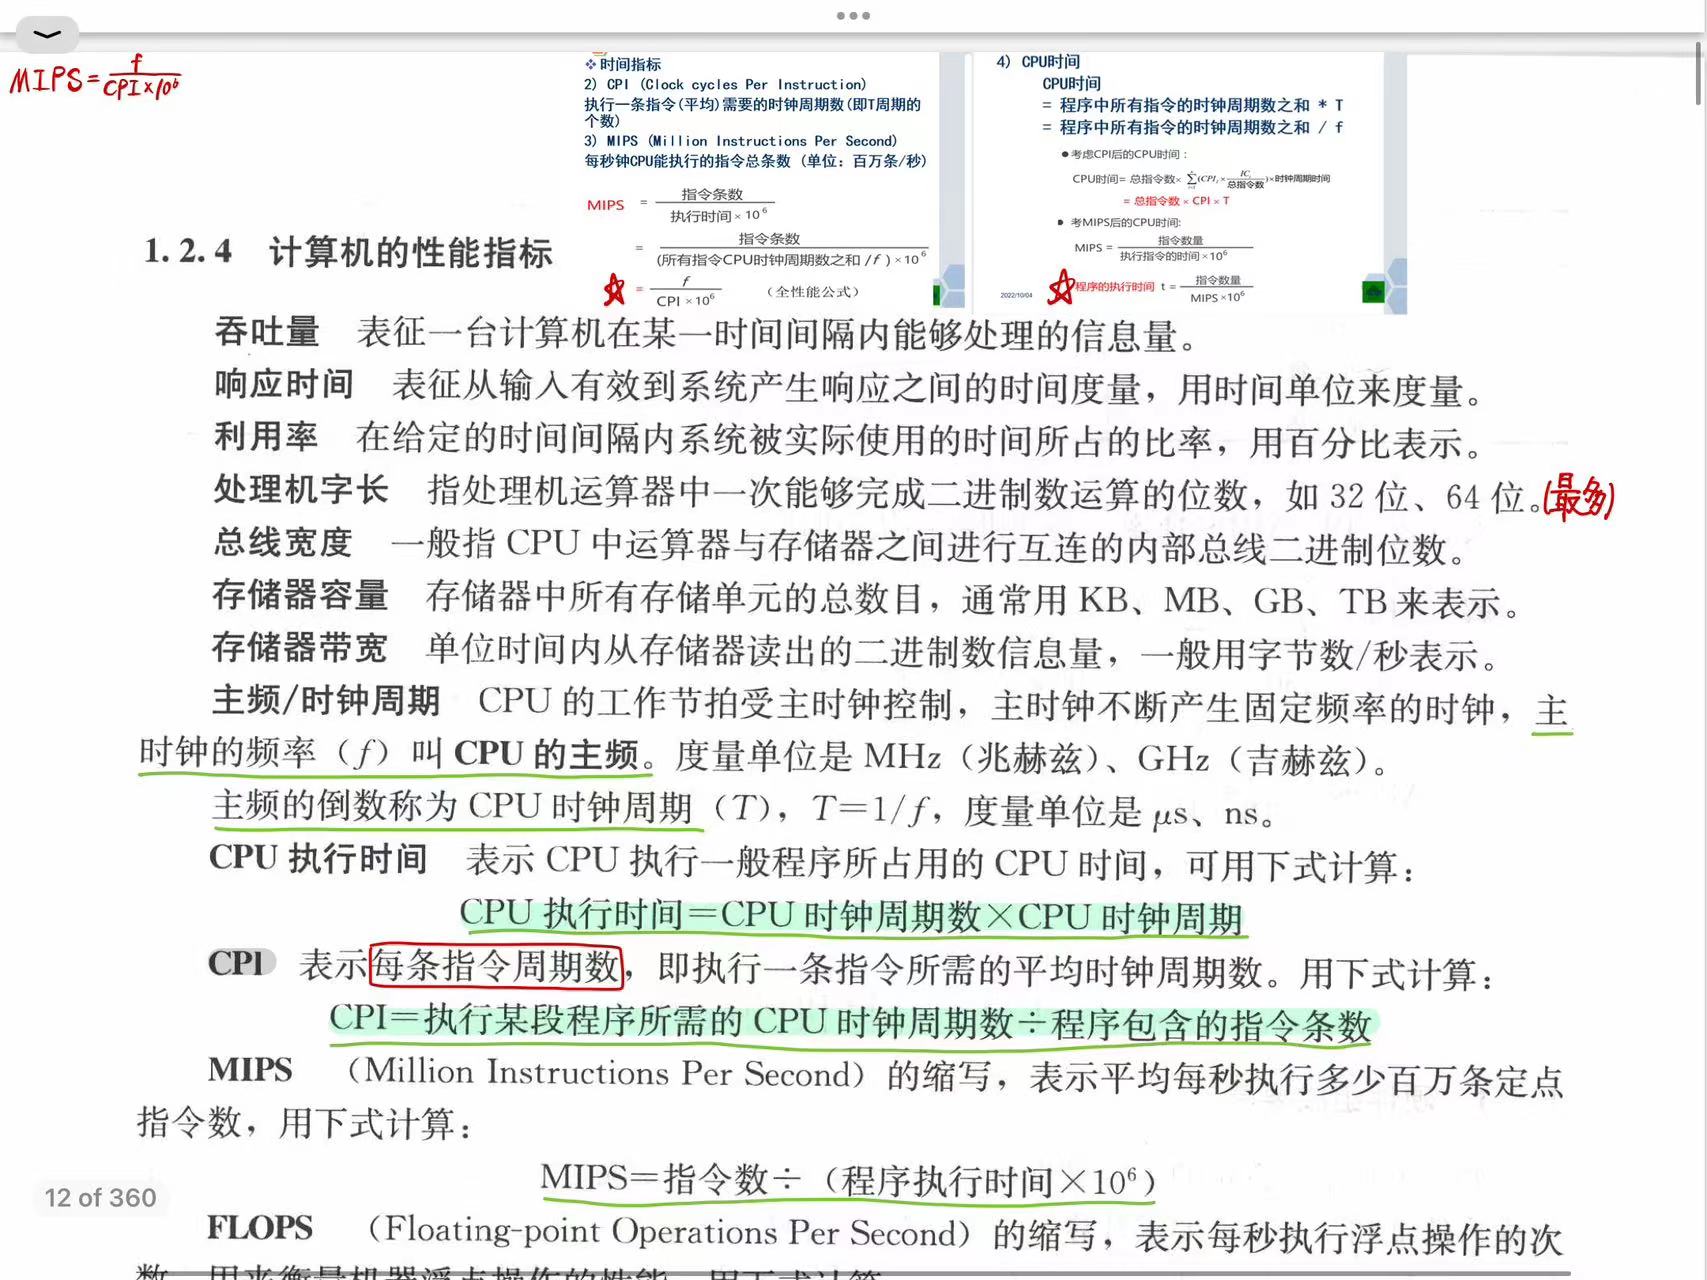 MIPS=f/CPI×10⁶
❖时间指标
2) CPI (Clock cycles Per Instruction)
执行一条指令(平均)需要的时钟周期数(即T周期的
个数)
3) MIPS (Million Instructions Per Second)
每秒钟CPU能执行的指令总条数 (单位: 百万条/秒)
MIPS = 指令条数/执行时间×10⁶
= 指令条数/(所有指令CPU时钟周期数之和/f)×10⁶
☆ = f/CPI×10⁶ (全性能公式)
4) CPU时间
CPU时间
= 程序中所有指令的时钟周期数之和 * T
= 程序中所有指令的时钟周期数之和 / f
●考虑CPI后的CPU时间:
CPU时间= 总指令数× ∑(CPIᵢ×ICᵢ/总指令数)×时钟周期时间
= 总指令数×CPI×T
● 考MIPS后的CPU时间:
MIPS = 指令数量/执行指令的时间×10⁶
2022/10/04
☆程序的执行时间 t = 指令数量/MIPS×10⁶
1.2.4 计算机的性能指标
吞吐量 表征一台计算机在某一时间间隔内能够处理的信息量。
响应时间 表征从输入有效到系统产生响应之间的时间度量，用时间单位来度量。
利用率 在给定的时间间隔内系统被实际使用的时间所占的比率，用百分比表示。
处理机字长 指处理机运算器中一次能够完成二进制数运算的位数，如 32 位、64 位。(最多)
总线宽度 一般指 CPU 中运算器与存储器之间进行互连的内部总线二进制位数。
存储器容量 存储器中所有存储单元的总数目，通常用 KB、MB、GB、TB 来表示。
存储器带宽 单位时间内从存储器读出的二进制数信息量，一般用字节数/秒表示。
主频/时钟周期 CPU 的工作节拍受主时钟控制，主时钟不断产生固定频率的时钟，主
时钟的频率（f）叫 CPU 的主频。度量单位是 MHz（兆赫兹）、GHz（吉赫兹）。
主频的倒数称为 CPU 时钟周期（T），T=1/f，度量单位是 μs、ns。
CPU 执行时间 表示 CPU 执行一般程序所占用的 CPU 时间，可用下式计算：
CPU 执行时间=CPU 时钟周期数×CPU 时钟周期
CPI 表示每条指令周期数，即执行一条指令所需的平均时钟周期数。用下式计算：
CPI=执行某段程序所需的 CPU 时钟周期数÷程序包含的指令条数
MIPS （Million Instructions Per Second）的缩写，表示平均每秒执行多少百万条定点
指令数，用下式计算：
MIPS=指令数÷（程序执行时间×10⁶）
12 of 360
FLOPS （Floating-point Operations Per Second）的缩写，表示每秒执行浮点操作的次
数，用来衡量机器浮点操作的性能。用下式计算